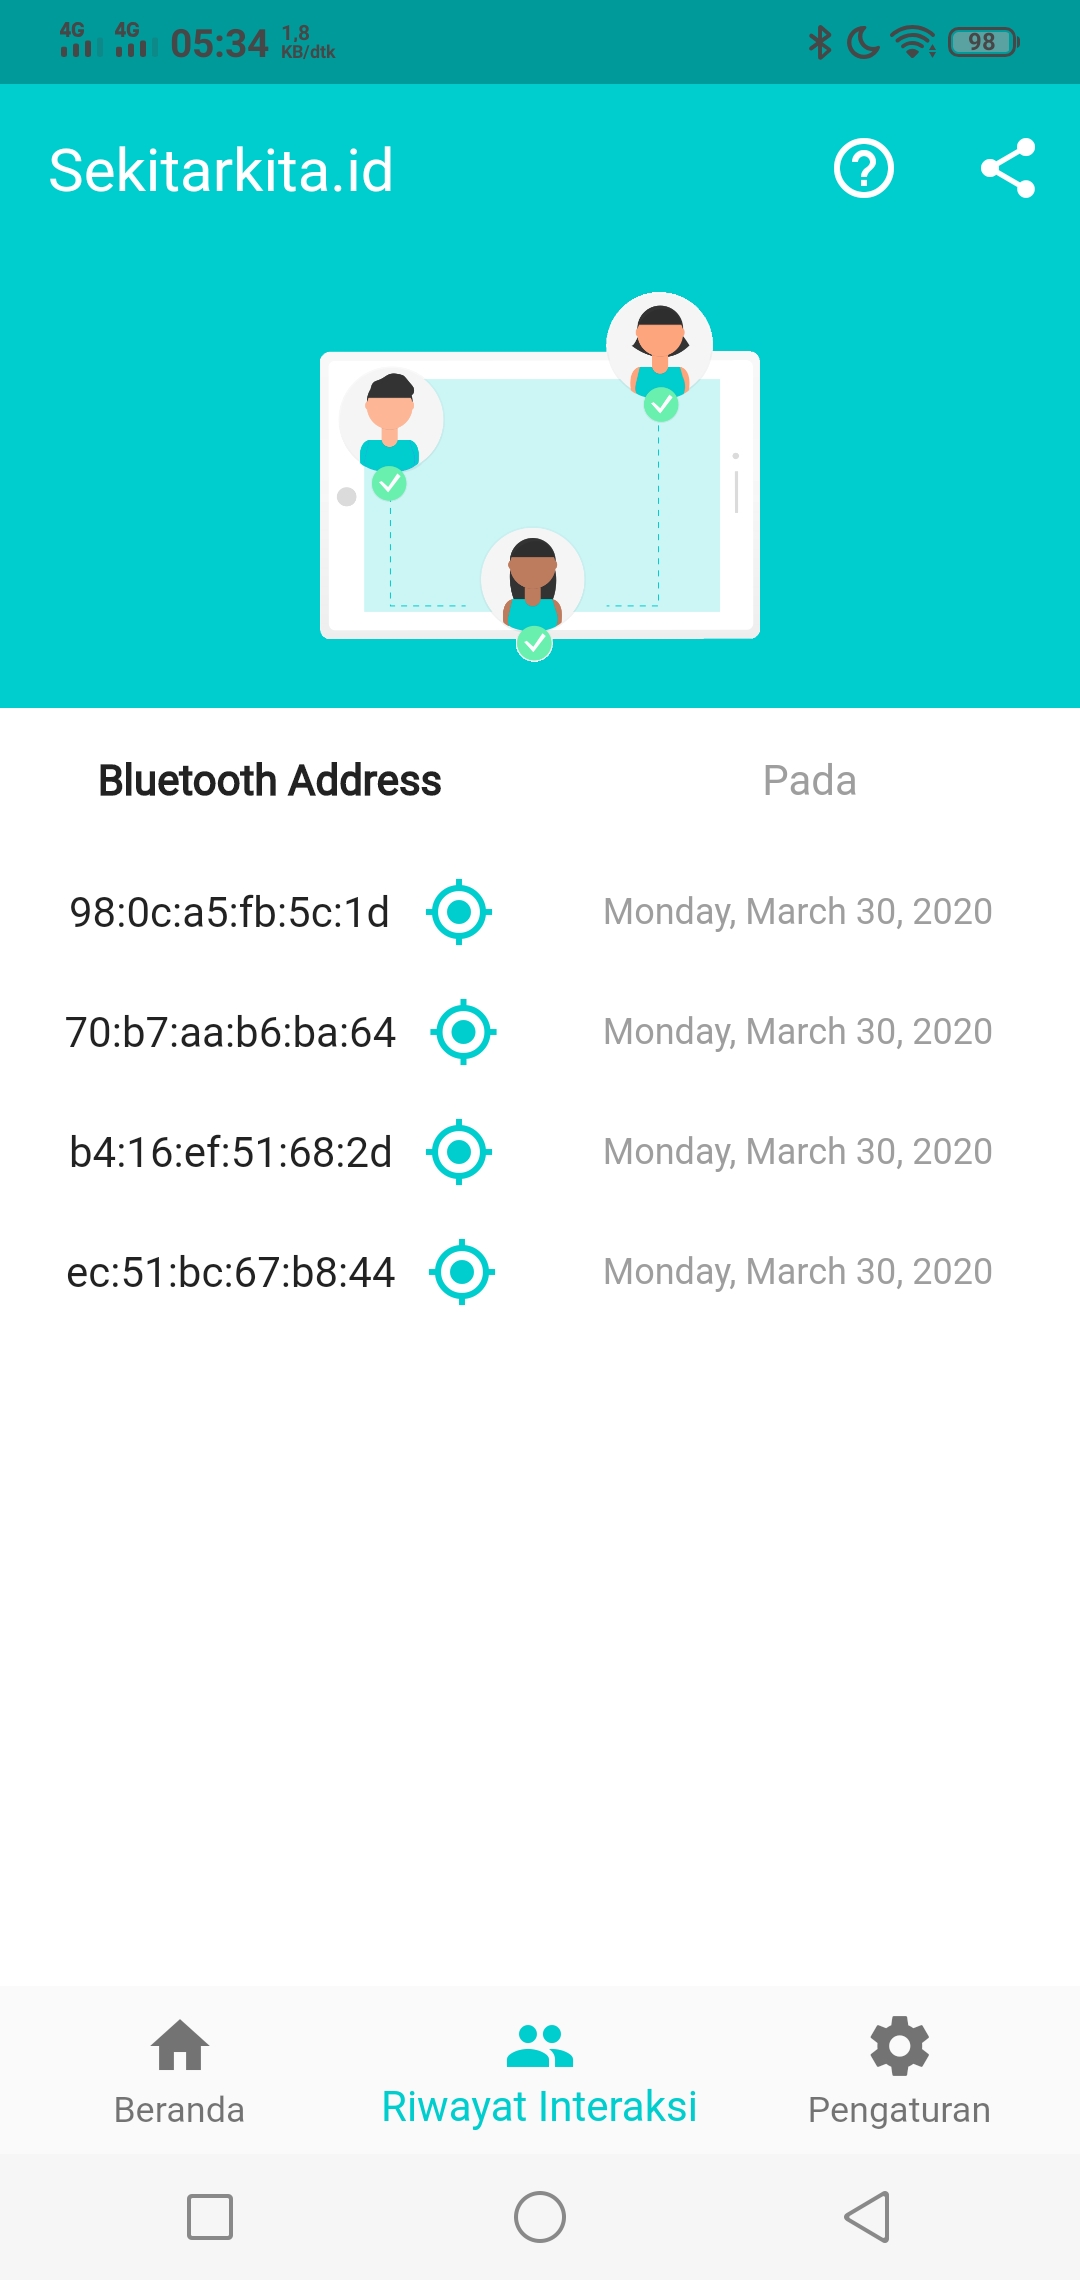 4G 4G 05:34 1,8 KB/dtk 98
Sekitarkita.id
Bluetooth Address Pada
98:0c:a5:fb:5c:1d Monday, March 30, 2020
70:b7:aa:b6:ba:64 Monday, March 30, 2020
b4:16:ef:51:68:2d Monday, March 30, 2020
ec:51:bc:67:b8:44 Monday, March 30, 2020
Beranda Riwayat Interaksi Pengaturan